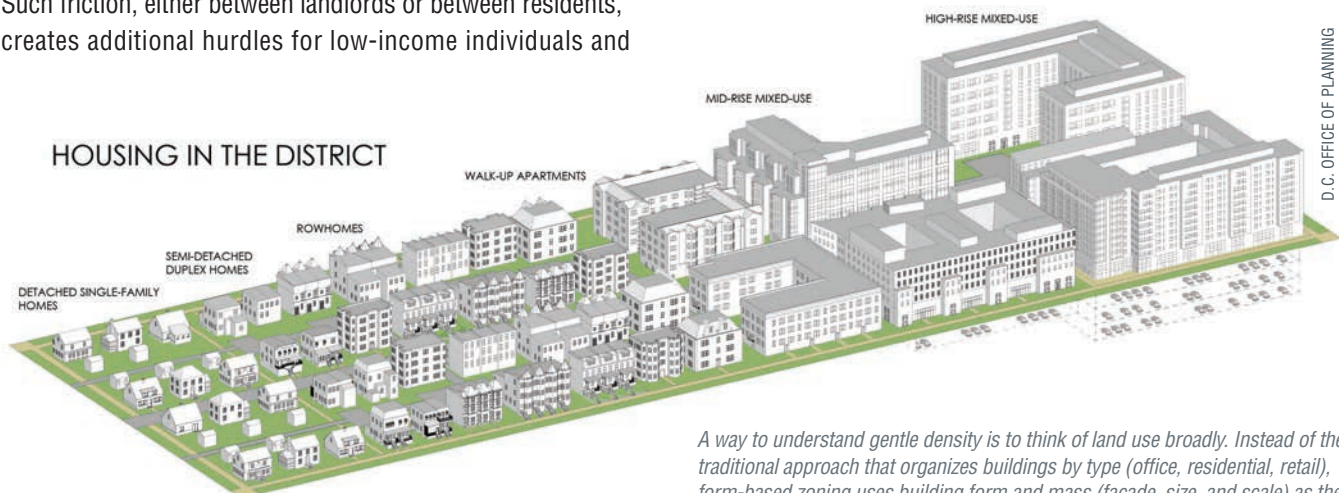 Such friction, either between landlords or between residents,
creates additional hurdles for low-income individuals and
HOUSING IN THE DISTRICT
DETACHED SINGLE-FAMILY
HOMES
SEMI-DETACHED
DUPLEX HOMES
ROWHOMES
WALK-UP APARTMENTS
MID-RISE MIXED-USE
HIGH-RISE MIXED-USE
D.C. OFFICE OF PLANNING
A way to understand gentle density is to think of land use broadly. Instead of the
traditional approach that organizes buildings by type (office, residential, retail),
form-based zoning uses building form and mass (façade, size, and scale) as the